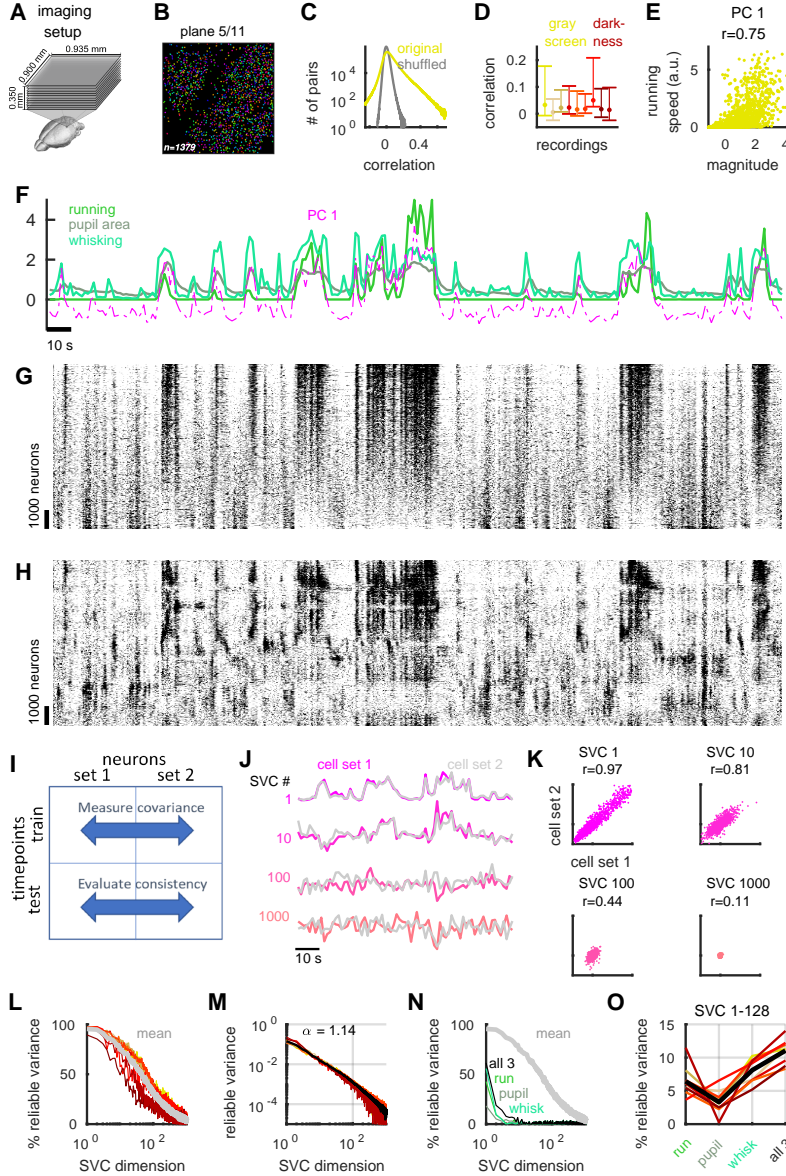 A
imaging
setup
0.935 mm
0.900 mm
0.350
mm
B
plane 5/11
n=1379
C
original
shuffled
# of pairs
10^4
10^2
10^0
0
0.4
correlation
D
gray
screen
dark-
ness
correlation
0.2
0.1
0
recordings
E
PC 1
r=0.75
running
speed (a.u.)
6
4
2
0
0
2
4
magnitude
F
running
pupil area
whisking
PC 1
4
2
0
10 s
G
1000 neurons
H
1000 neurons
I
neurons
set 1
set 2
timepoints
train
test
Measure covariance
Evaluate consistency
J
SVC #
cell set 1
cell set 2
1
10
100
1000
10 s
K
SVC 1
r=0.97
SVC 10
r=0.81
cell set 2
cell set 1
SVC 100
r=0.44
SVC 1000
r=0.11
L
% reliable variance
100
50
0
mean
10^0
10^2
SVC dimension
M
reliable variance
10^0
10^-2
10^-4
α = 1.14
10^0
10^2
SVC dimension
N
% reliable variance
100
50
0
mean
all 3
run
pupil
whisk
10^0
10^2
SVC dimension
O
SVC 1-128
% reliable variance
15
10
5
0
run
pupil
whisk
all 3